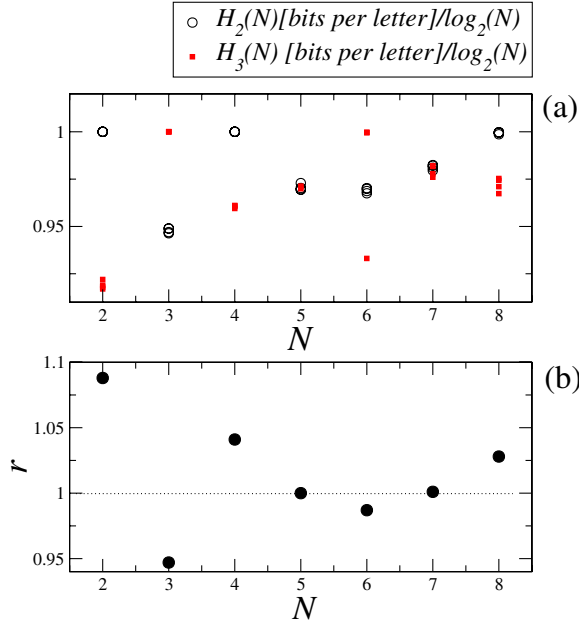 H₂(N)[bits per letter]/log₂(N)
H₃(N) [bits per letter]/log₂(N)
(a)
1
0.95
2 3 4 5 6 7 8
N
(b)
1.1
1.05
r
1
0.95
2 3 4 5 6 7 8
N